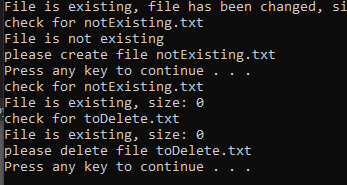 File is existing, file has been changed, si
check for notExisting.txt
File is not existing
please create file notExisting.txt
Press any key to continue . . .
check for notExisting.txt
File is existing, size: 0
check for toDelete.txt
File is existing, size: 0
please delete file toDelete.txt
Press any key to continue . . .